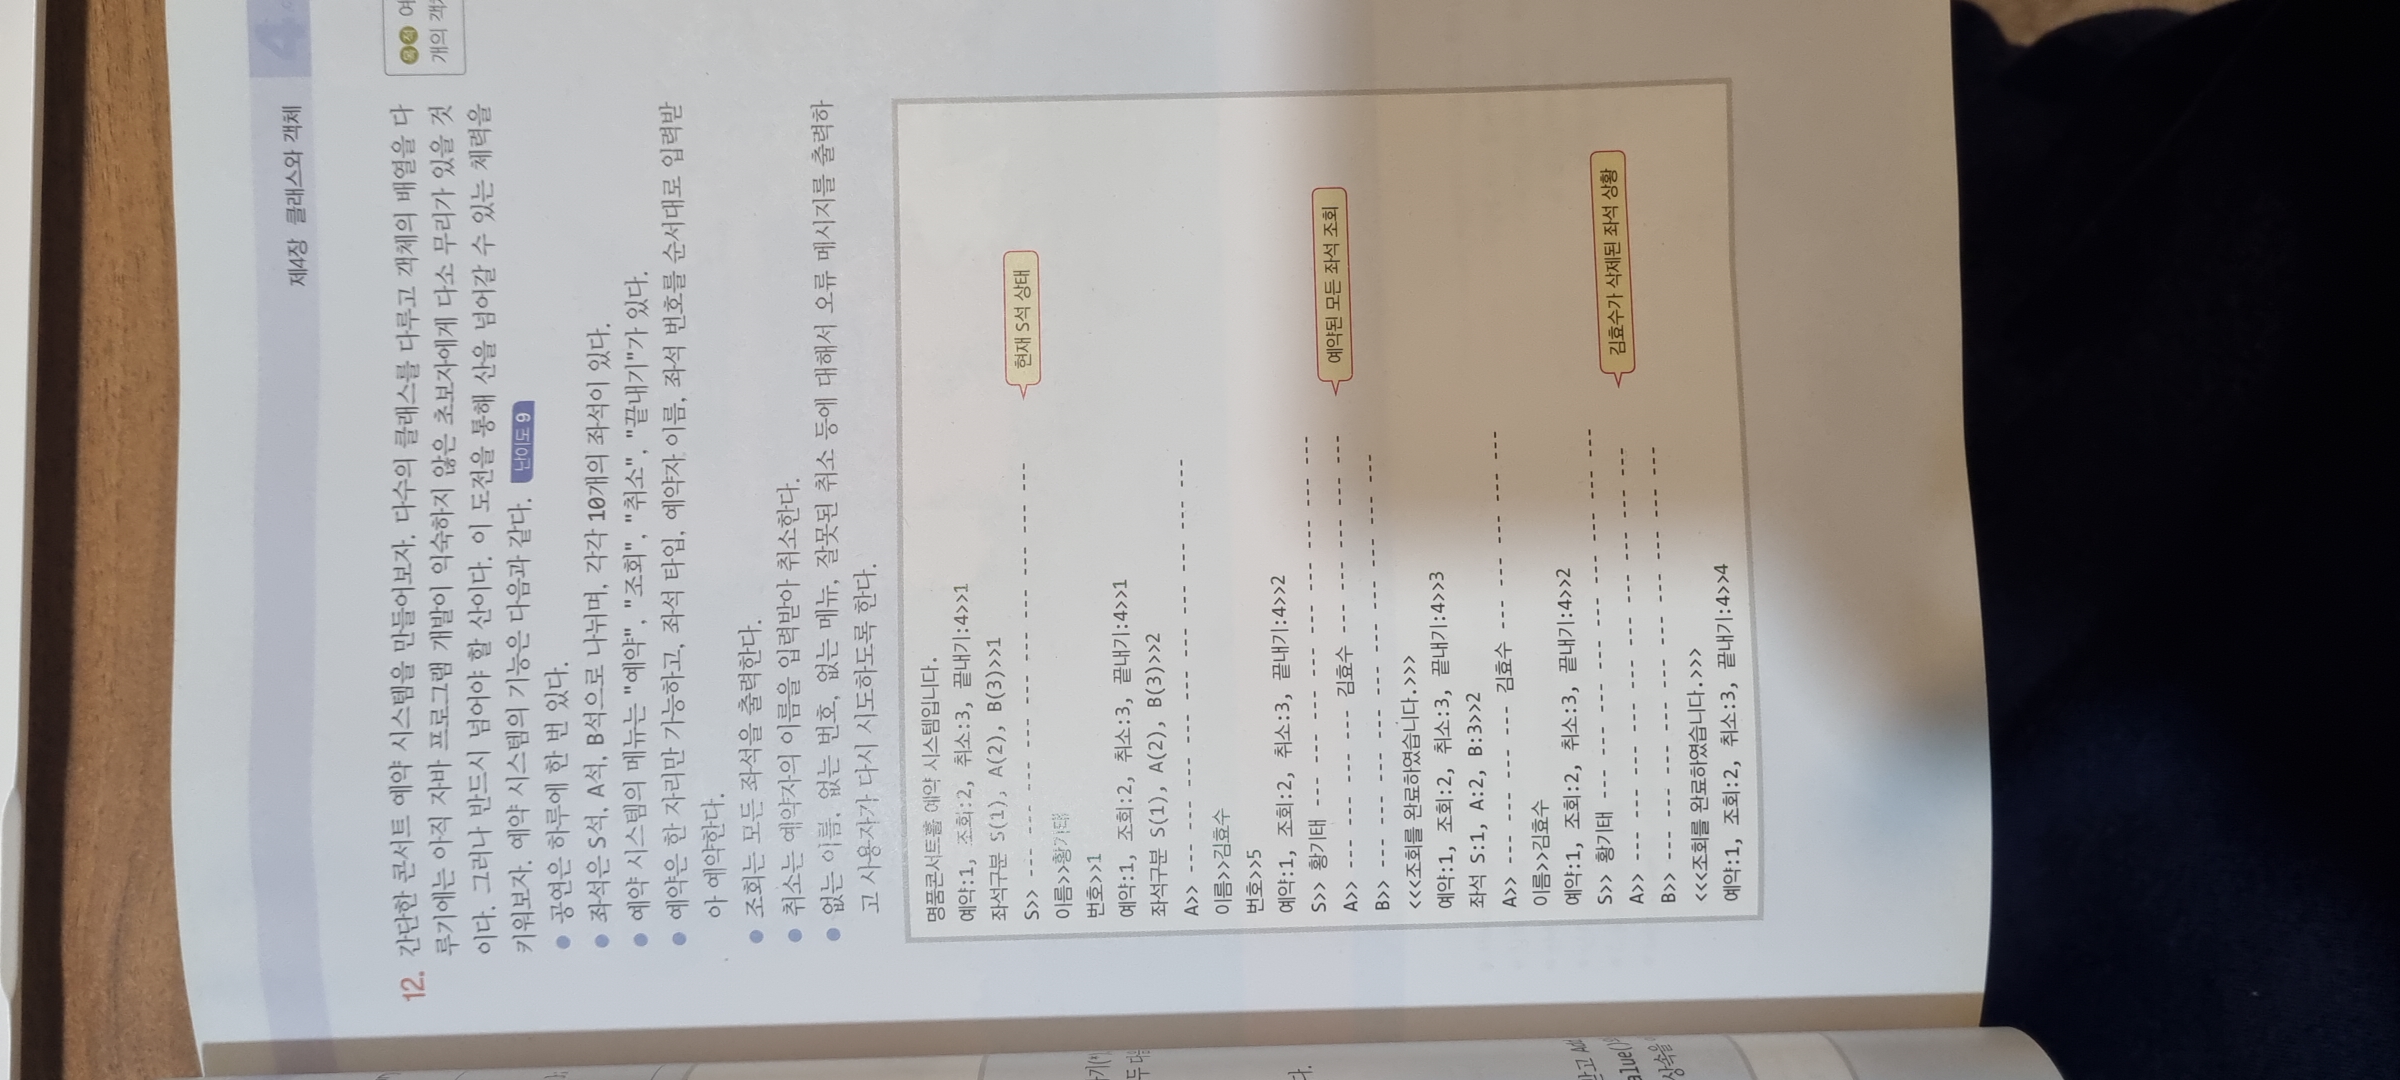 제4장 클래스와 객체
4
12. 간단한 콘서트 예약 시스템을 만들어보자. 다수의 클래스를 다루고 객체의 배열을 다
루기에는 아직 자바 프로그램 개발이 익숙하지 않은 초보자에게 다소 무리가 있을 것
이다. 그러나 반드시 넘어야 할 산이다. 이 도전을 통해 산을 넘어갈 수 있는 체력을
키워보자. 예약 시스템의 기능은 다음과 같다. 난이도 9
목적 여
개의 객체
● 공연은 하루에 한 번 있다.
● 좌석은 S석, A석, B석으로 나뉘며, 각각 10개의 좌석이 있다.
● 예약 시스템의 메뉴는 "예약", "조회", "취소", "끝내기"가 있다.
● 예약은 한 자리만 가능하고, 좌석 타입, 예약자 이름, 좌석 번호를 순서대로 입력받
아 예약한다.
● 조회는 모든 좌석을 출력한다.
● 취소는 예약자의 이름을 입력받아 취소한다.
● 없는 이름, 없는 번호, 없는 메뉴, 잘못된 취소 등에 대해서 오류 메시지를 출력하
고 사용자가 다시 시도하도록 한다.
명품콘서트홀 예약 시스템입니다.
예약:1, 조회:2, 취소:3, 끝내기:4>>1
좌석구분 S(1), A(2), B(3)>>1
S>> --- --- --- --- --- --- --- --- --- --- 현재 S석 상태
이름>>황기태
번호>>1
예약:1, 조회:2, 취소:3, 끝내기:4>>1
좌석구분 S(1), A(2), B(3)>>2
A>> --- --- --- --- --- --- --- --- --- ---
이름>>김효수
번호>>5
예약:1, 조회:2, 취소:3, 끝내기:4>>2
S>> 황기태 --- --- --- --- --- --- --- --- ---
A>> --- --- --- --- 김효수 --- --- --- --- --- 예약된 모든 좌석 조회
B>> --- --- --- --- --- --- --- --- --- ---
<<<조회를 완료하였습니다.>>>
예약:1, 조회:2, 취소:3, 끝내기:4>>3
좌석 S:1, A:2, B:3>>2
A>> --- --- --- --- 김효수 --- --- --- --- ---
이름>>김효수
예약:1, 조회:2, 취소:3, 끝내기:4>>2
S>> 황기태 --- --- --- --- --- --- --- --- ---
A>> --- --- --- --- --- --- --- --- --- --- 김효수가 삭제된 좌석 상황
B>> --- --- --- --- --- --- --- --- --- ---
<<<조회를 완료하였습니다.>>>
예약:1, 조회:2, 취소:3, 끝내기:4>>4